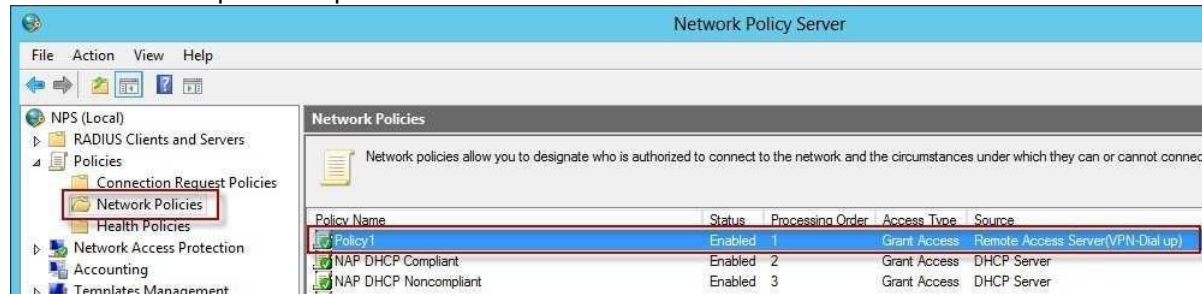 Network Policy Server
File Action View Help
NPS (Local)
RADIUS Clients and Servers
Policies
Connection Request Policies
Network Policies
Health Policies
Network Access Protection
Accounting
Templates Management
Network Policies
Network policies allow you to designate who is authorized to connect to the network and the circumstances under which they can or cannot connec
Policy Name Status Processing Order Access Type Source
Policy1 Enabled 1 Grant Access Remote Access Server(VPN-Dial up)
NAP DHCP Compliant Enabled 2 Grant Access DHCP Server
NAP DHCP Noncompliant Enabled 3 Grant Access DHCP Server